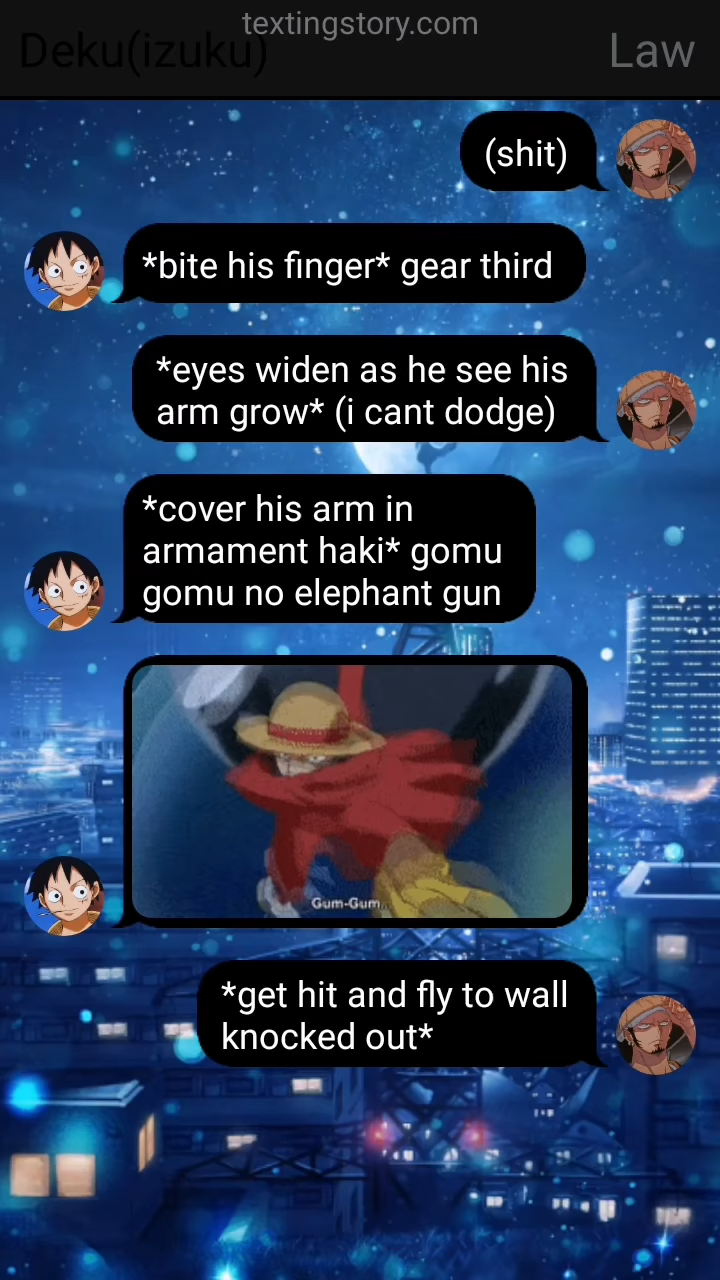 textingstory.com
Deku(izuku)
Law
(shit)
*bite his finger* gear third
*eyes widen as he see his
arm grow* (i cant dodge)
*cover his arm in
armament haki* gomu
gomu no elephant gun
Gum-Gum...
*get hit and fly to wall
knocked out*